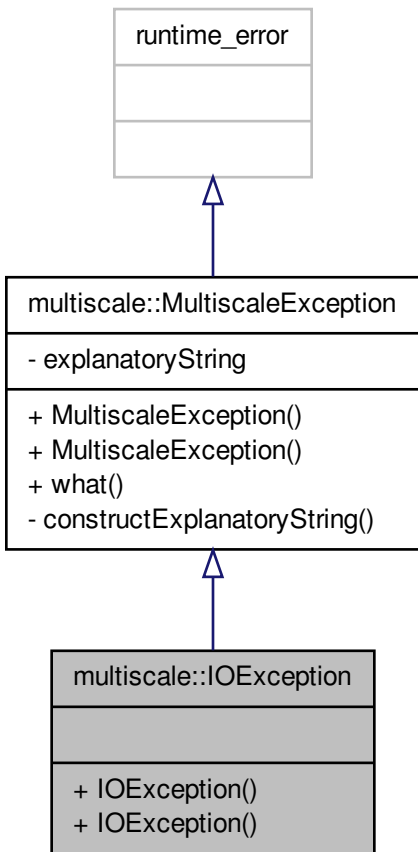 runtime_error
multiscale::MultiscaleException
- explanatoryString
+ MultiscaleException()
+ MultiscaleException()
+ what()
- constructExplanatoryString()
multiscale::IOException
+ IOException()
+ IOException()